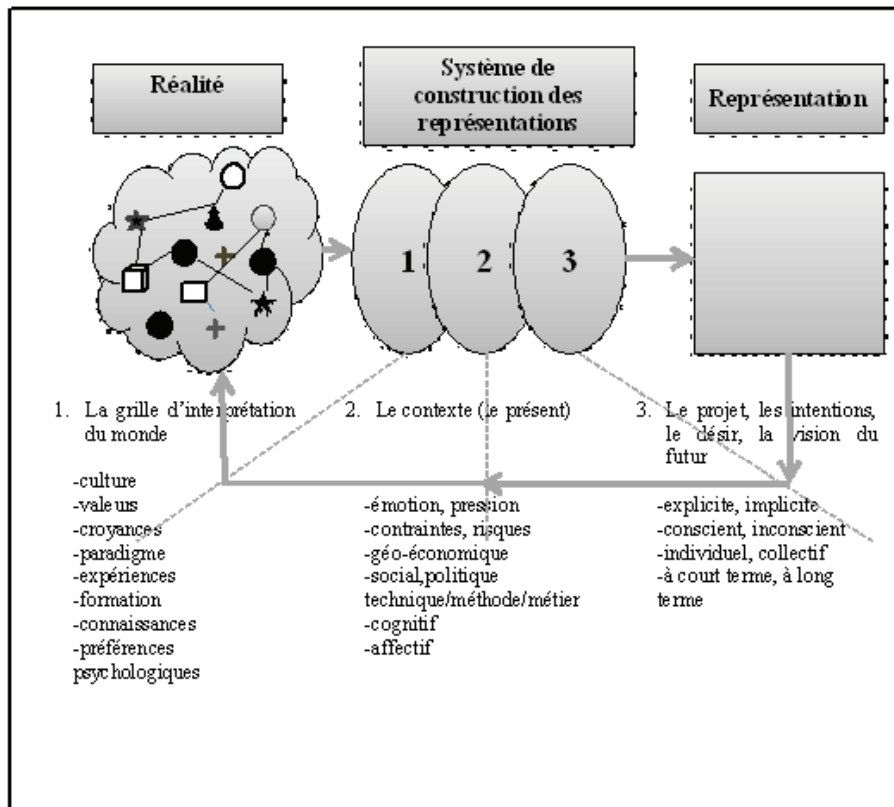 Réalité
Système de
construction des
représentations
Représentation
1
2
3
1. La grille d'interprétation
du monde
-culture
-valeurs
-croyances
-paradigme
-expériences
-formation
-connaissances
-préférences
psychologiques
2. Le contexte (le présent)
-émotion, pression
-contraintes, risques
-géo-économique
-social,politique
technique/méthode/métier
-cognitif
-affectif
3. Le projet, les intentions,
le désir, la vision du
futur
-explicite, implicite
-conscient, inconscient
-individuel, collectif
-à court terme, à long
terme